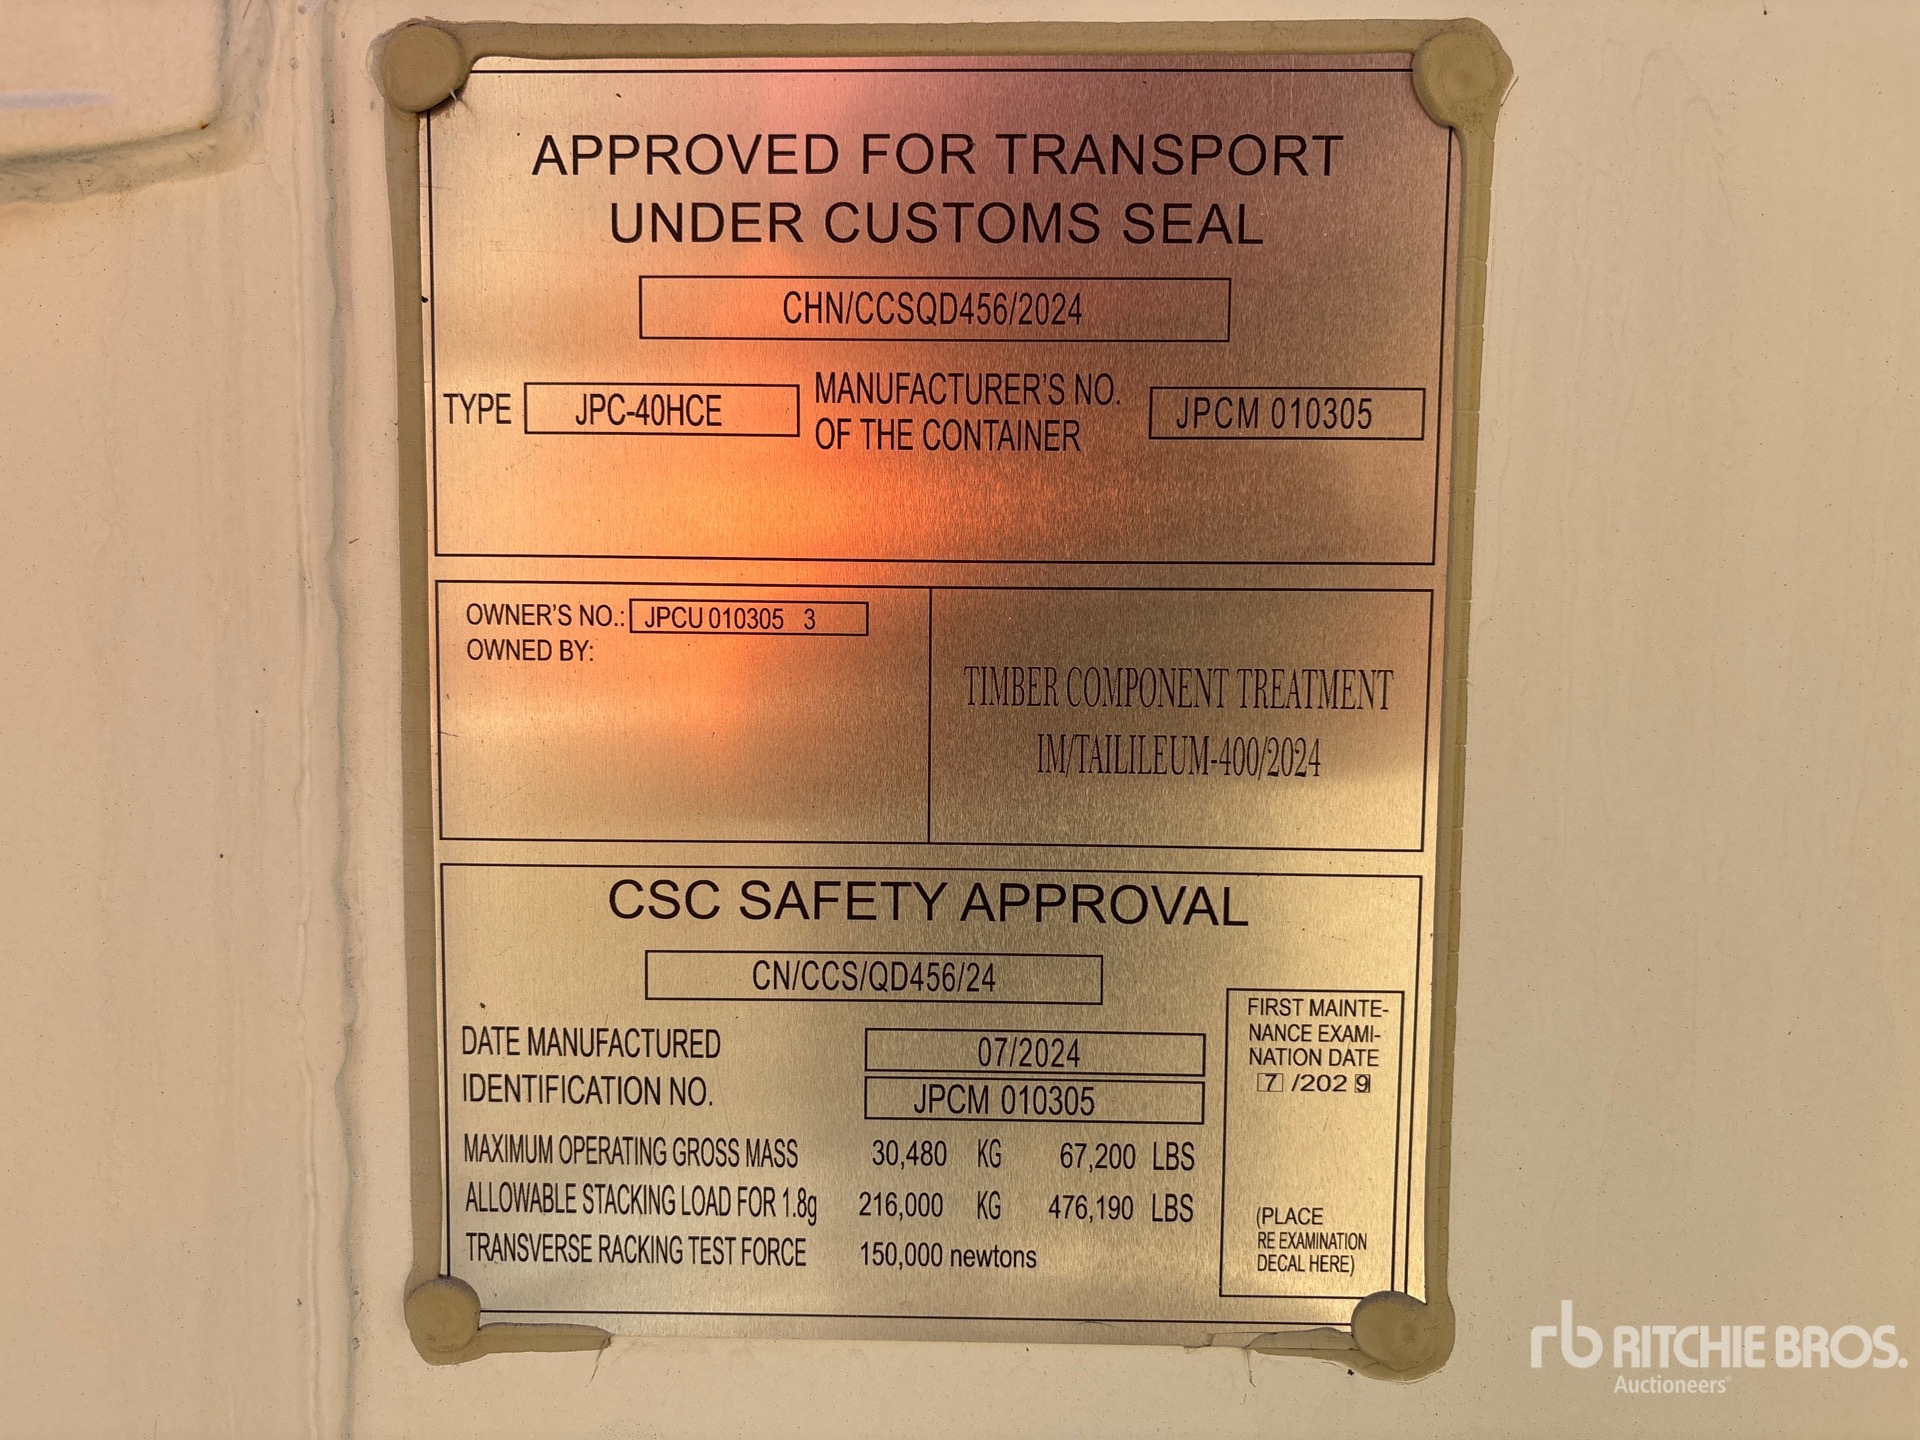 APPROVED FOR TRANSPORT
UNDER CUSTOMS SEAL
CHN/CCSQD456/2024
TYPE JPC-40HCE MANUFACTURER'S NO.
OF THE CONTAINER JPCM 010305
OWNER'S NO.: JPCU 010305 3
OWNED BY:
TIMBER COMPONENT TREATMENT
IM/TAILILEUM-400/2024
CSC SAFETY APPROVAL
CN/CCS/QD456/24
DATE MANUFACTURED 07/2024
IDENTIFICATION NO. JPCM 010305
MAXIMUM OPERATING GROSS MASS 30,480 KG 67,200 LBS
ALLOWABLE STACKING LOAD FOR 1.8g 216,000 KG 476,190 LBS
TRANSVERSE RACKING TEST FORCE 150,000 newtons
FIRST MAINTE-
NANCE EXAMI-
NATION DATE
7 /2029
(PLACE
RE EXAMINATION
DECAL HERE)
rb RITCHIE BROS.
Auctioneers